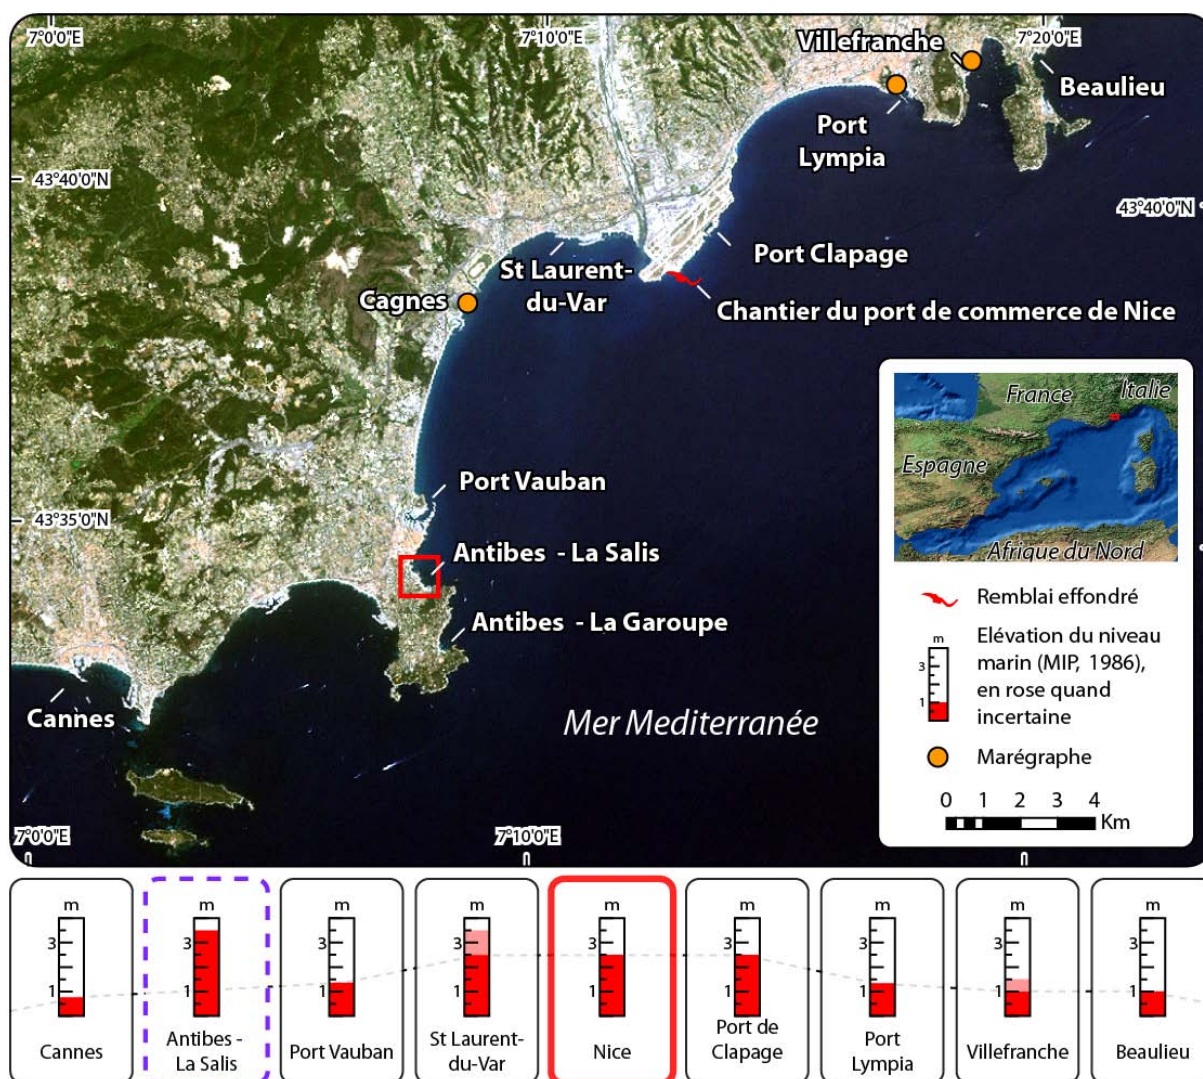 7°0'0"E
7°10'0"E
7°20'0"E
Villefranche
Beaulieu
Port
Lympia
43°40'0"N
43°40'0"N
Port Clapage
St Laurent-
du-Var
Cagnes
Chantier du port de commerce de Nice
France
Italie
Espagne
Afrique du Nord
Port Vauban
43°35'0"N
Antibes - La Salis
Antibes - La Garoupe
Cannes
Mer Mediterranée
Remblai effondré
m
3
1
Elévation du niveau
marin (MIP, 1986),
en rose quand
incertaine
Marégraphe
0 1 2 3 4
Km
7°0'0"E
7°10'0"E
m
3
1
Cannes
m
3
1
Antibes -
La Salis
m
3
1
Port Vauban
m
3
1
St Laurent-
du-Var
m
3
1
Nice
m
3
1
Port de
Clapage
m
3
1
Port
Lympia
m
3
1
Villefranche
m
3
1
Beaulieu